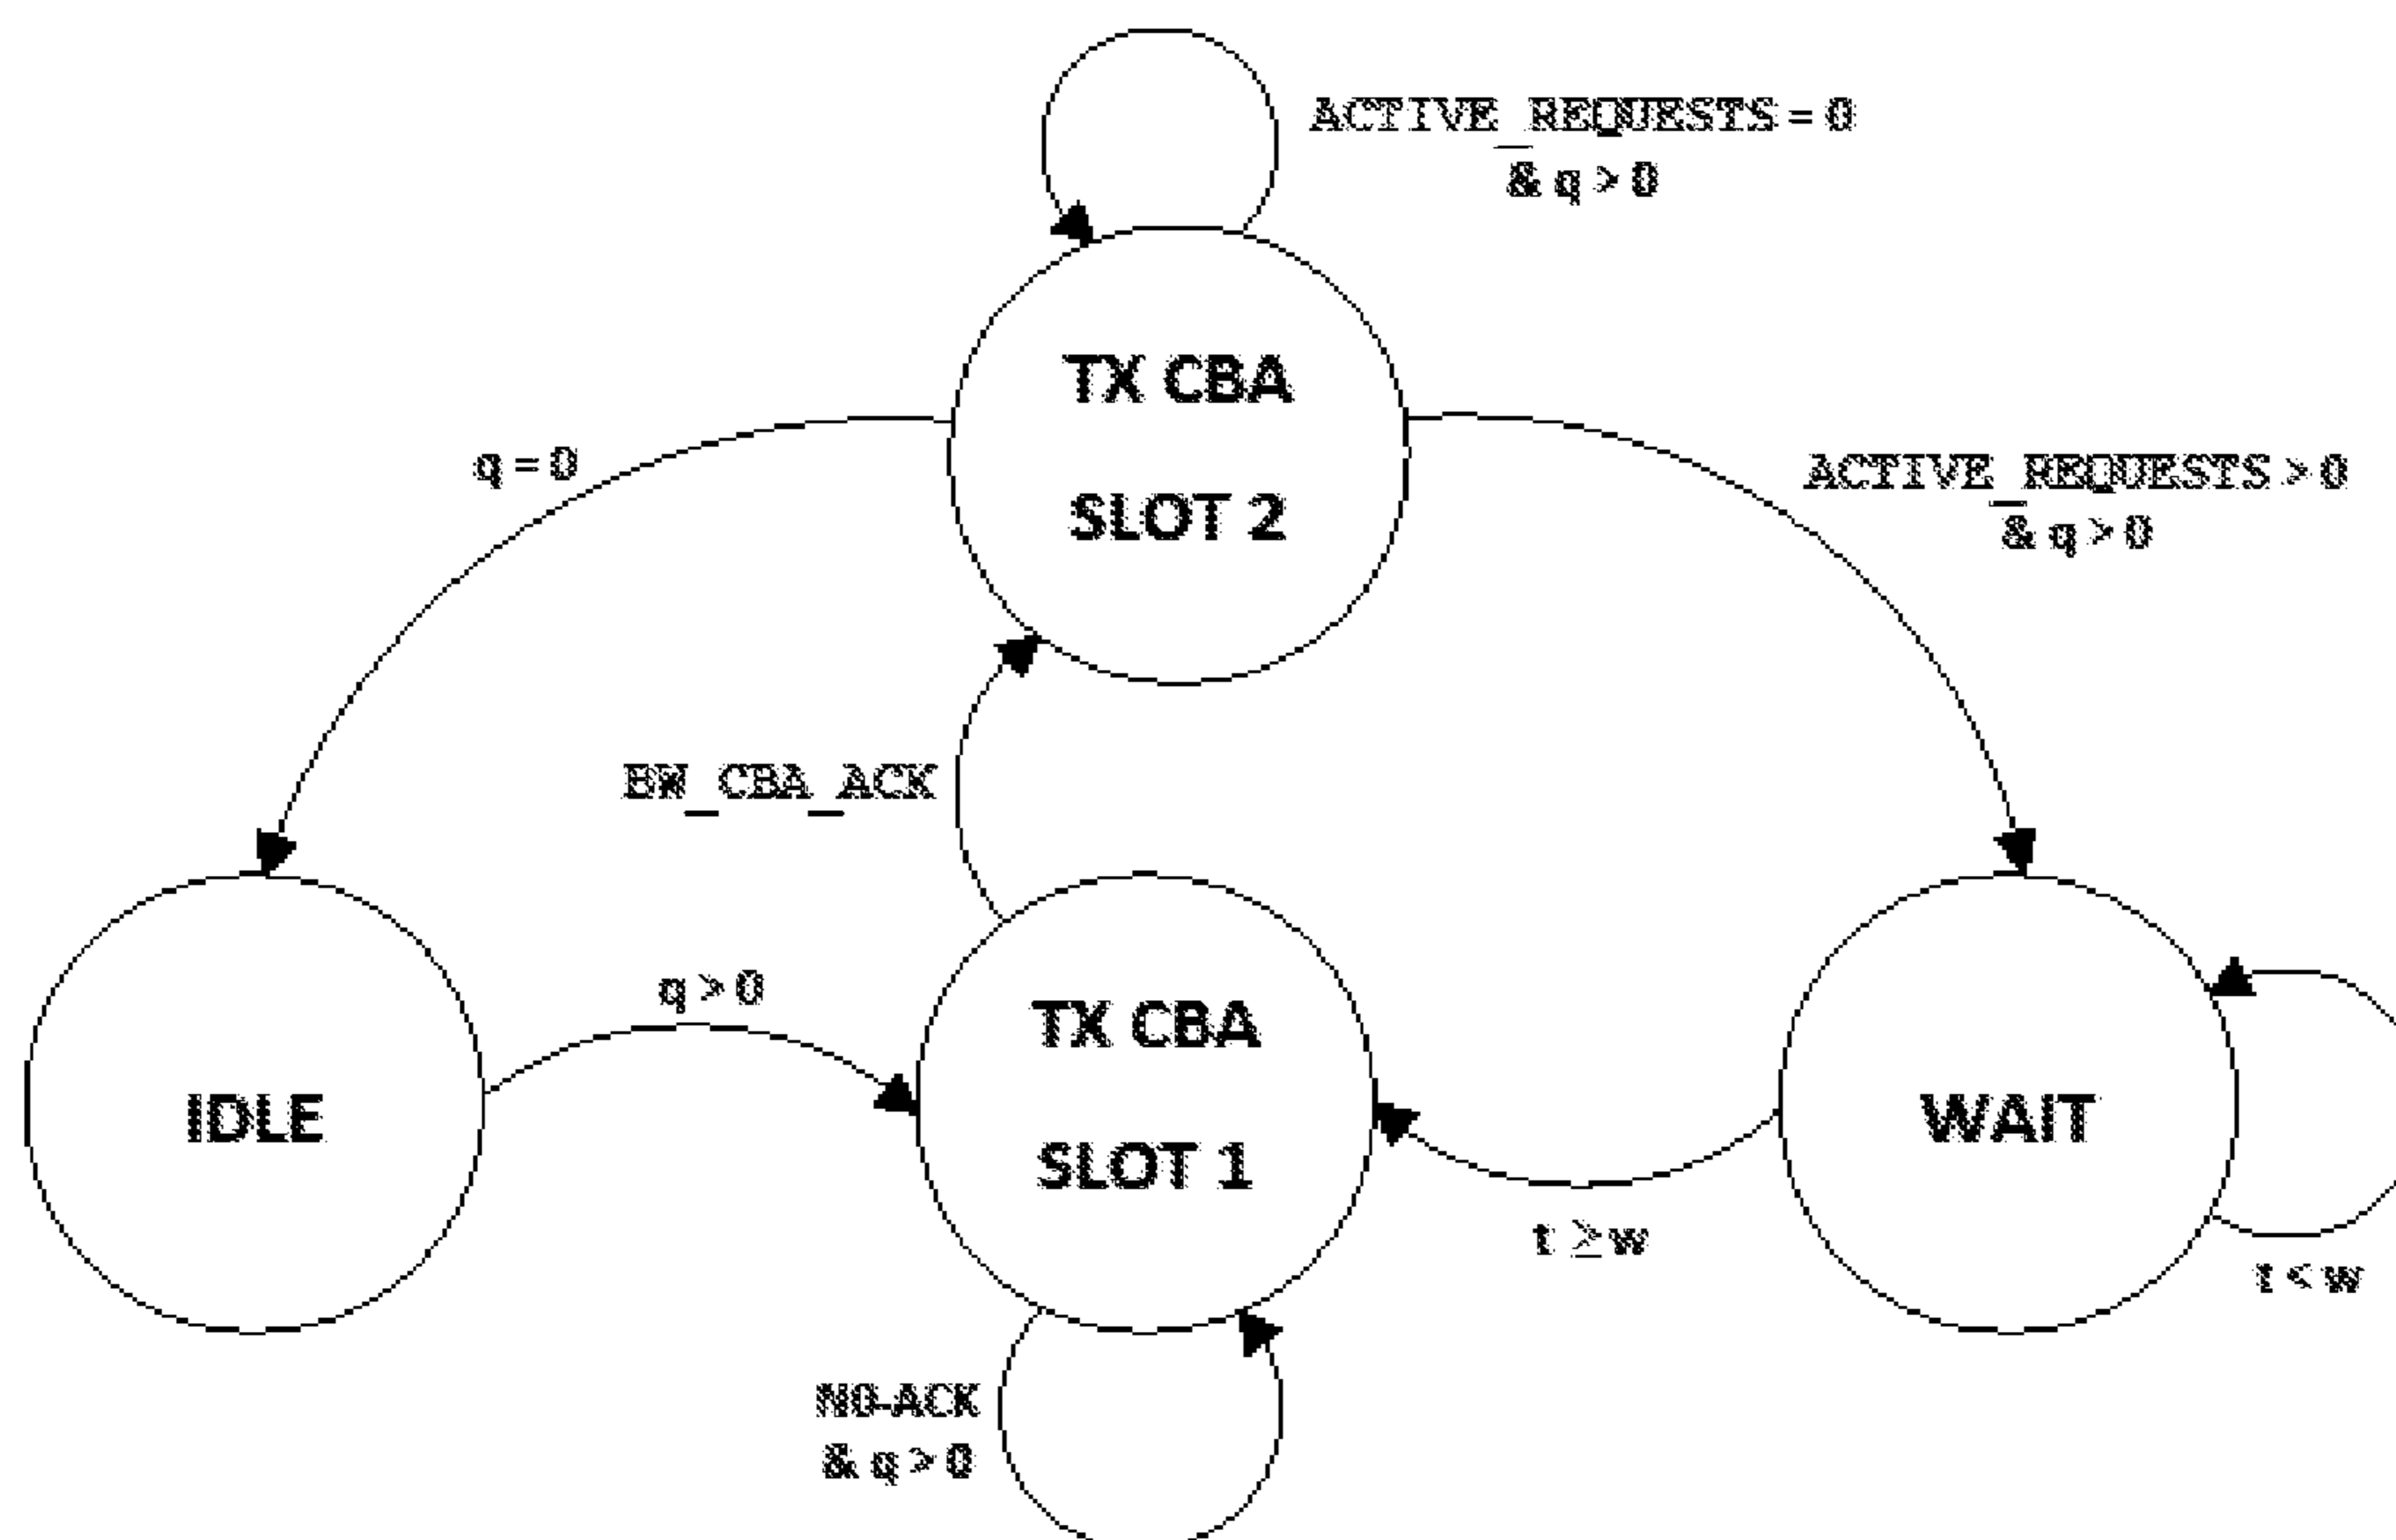 ACTIVE_REQUESTS = 0
& q > 0
TX CBA
SLOT 2
q = 0
ACTIVE_REQUESTS > 0
& q > 0
BW_CBA_ACK
q > 0
TX CBA
SLOT 1
IDLE
WAIT
t ≥ w
t < w
NO-ACK
& q > 0